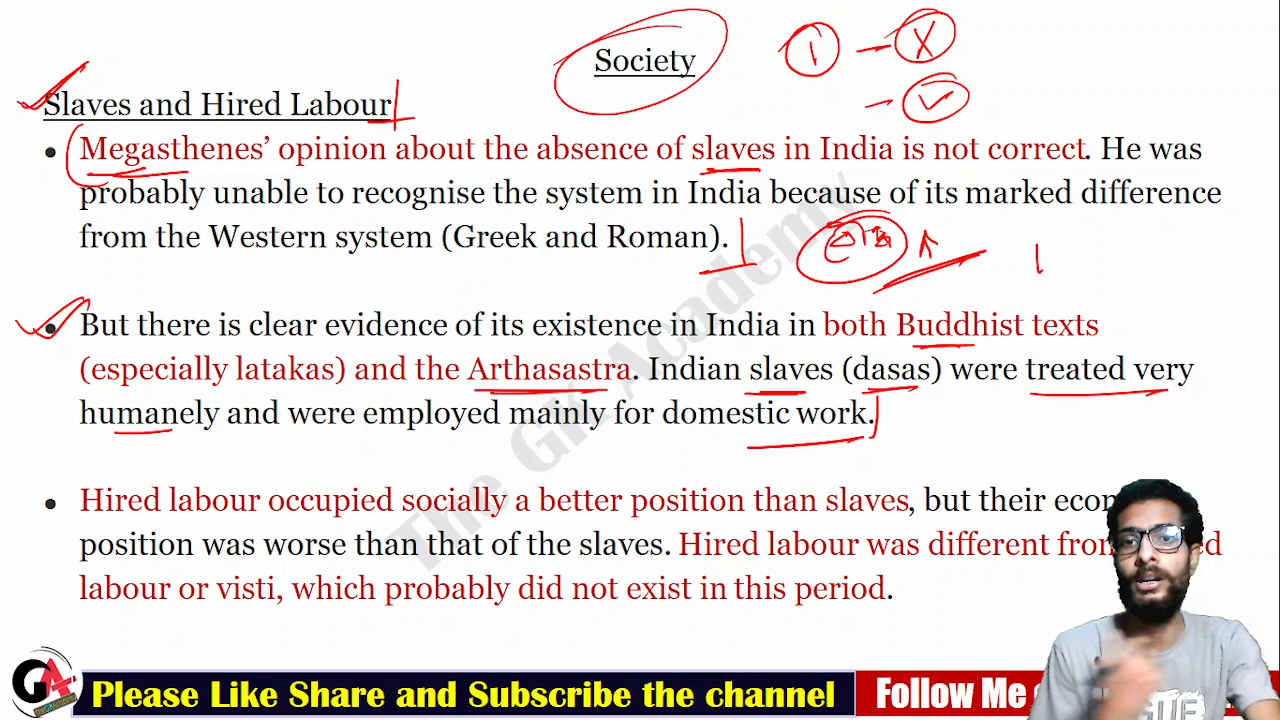 Society
Slaves and Hired Labour
• Megasthenes' opinion about the absence of slaves in India is not correct. He was
probably unable to recognise the system in India because of its marked difference
from the Western system (Greek and Roman).
• But there is clear evidence of its existence in India in both Buddhist texts
(especially latakas) and the Arthasastra. Indian slaves (dasas) were treated very
humanely and were employed mainly for domestic work.
• Hired labour occupied socially a better position than slaves, but their
position was worse than that of the slaves. Hired labour was different
labour or visti, which probably did not exist in this period.
The GK Academy
GA
Please Like Share and Subscribe the channel
Follow Me